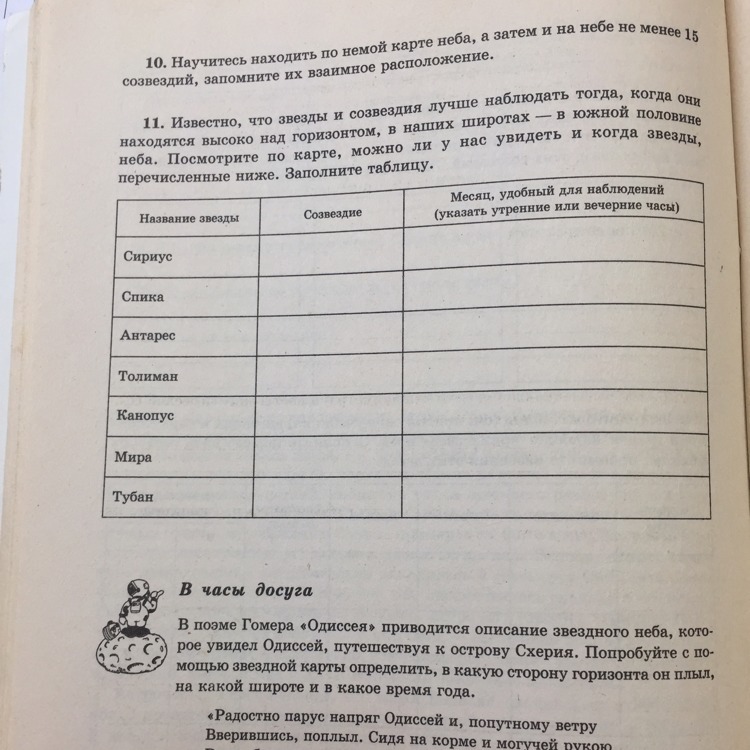 10. Научитесь находить по немой карте неба, а затем и на небе не менее 15
созвездий, запомните их взаимное расположение.
11. Известно, что звезды и созвездия лучше наблюдать тогда, когда они
находятся высоко над горизонтом, в наших широтах — в южной половине
неба. Посмотрите по карте, можно ли у нас увидеть и когда звезды,
перечисленные ниже. Заполните таблицу.
Название звезды
Созвездие
Месяц, удобный для наблюдений
(указать утренние или вечерние часы)
Сириус
Спика
Антарес
Толиман
Канопус
Мира
Тубан
В часы досуга
В поэме Гомера «Одиссея» приводится описание звездного неба, кото-
рое увидел Одиссей, путешествуя к острову Схерия. Попробуйте с по-
мощью звездной карты определить, в какую сторону горизонта он плыл,
на какой широте и в какое время года.
«Радостно парус напряг Одиссей и, попутному ветру
Вверившись, поплыл. Сидя на корме и могучей рукою